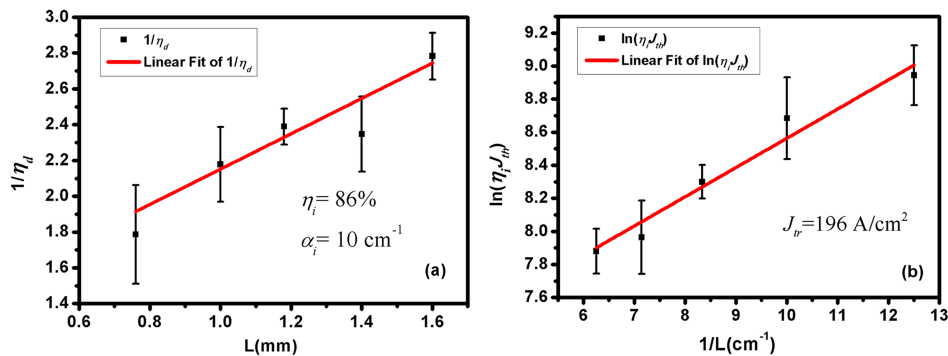 3.0
2.8
2.6
2.4
2.2
2.0
1.8
1.6
1.4
0.6 0.8 1.0 1.2 1.4 1.6
L(mm)
1/η_d
1/η_d
Linear Fit of 1/η_d
η_i= 86%
α_i= 10 cm⁻¹
(a)
9.2
9.0
8.8
8.6
8.4
8.2
8.0
7.8
7.6
6 7 8 9 10 11 12 13
1/L(cm⁻¹)
ln(η_iJ_th)
ln(η_iJ_th)
Linear Fit of ln(η_iJ_th)
J_tr=196 A/cm²
(b)